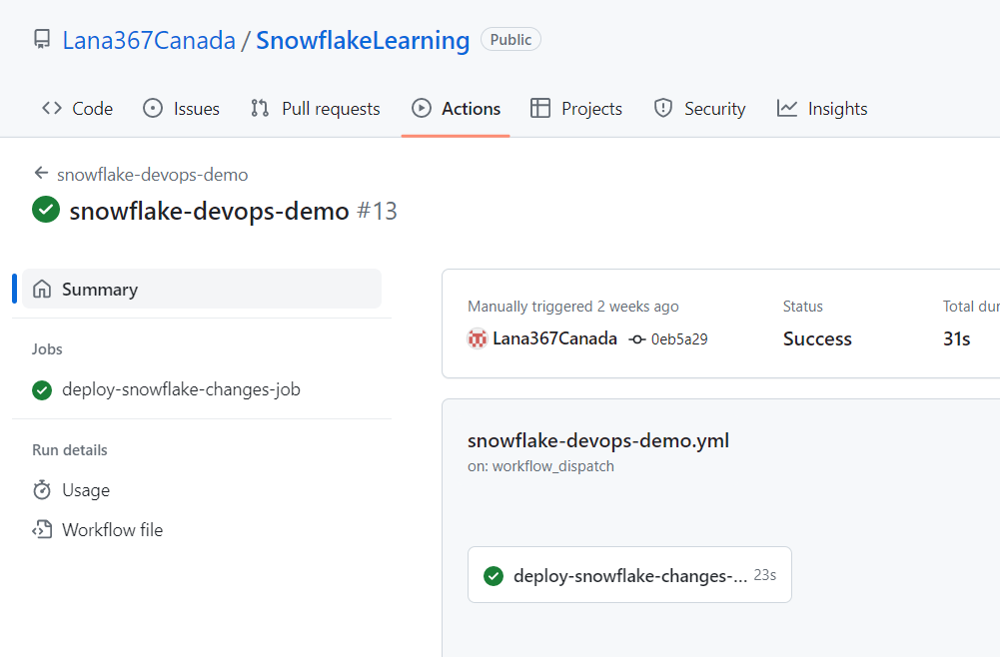 Lana367Canada / SnowflakeLearning Public
Code Issues Pull requests Actions Projects Security Insights
snowflake-devops-demo
snowflake-devops-demo #13
Summary
Jobs
deploy-snowflake-changes-job
Run details
Usage
Workflow file
Manually triggered 2 weeks ago Status Total dur
Lana367Canada 0eb5a29 Success 31s
snowflake-devops-demo.yml
on: workflow_dispatch
deploy-snowflake-changes-... 23s